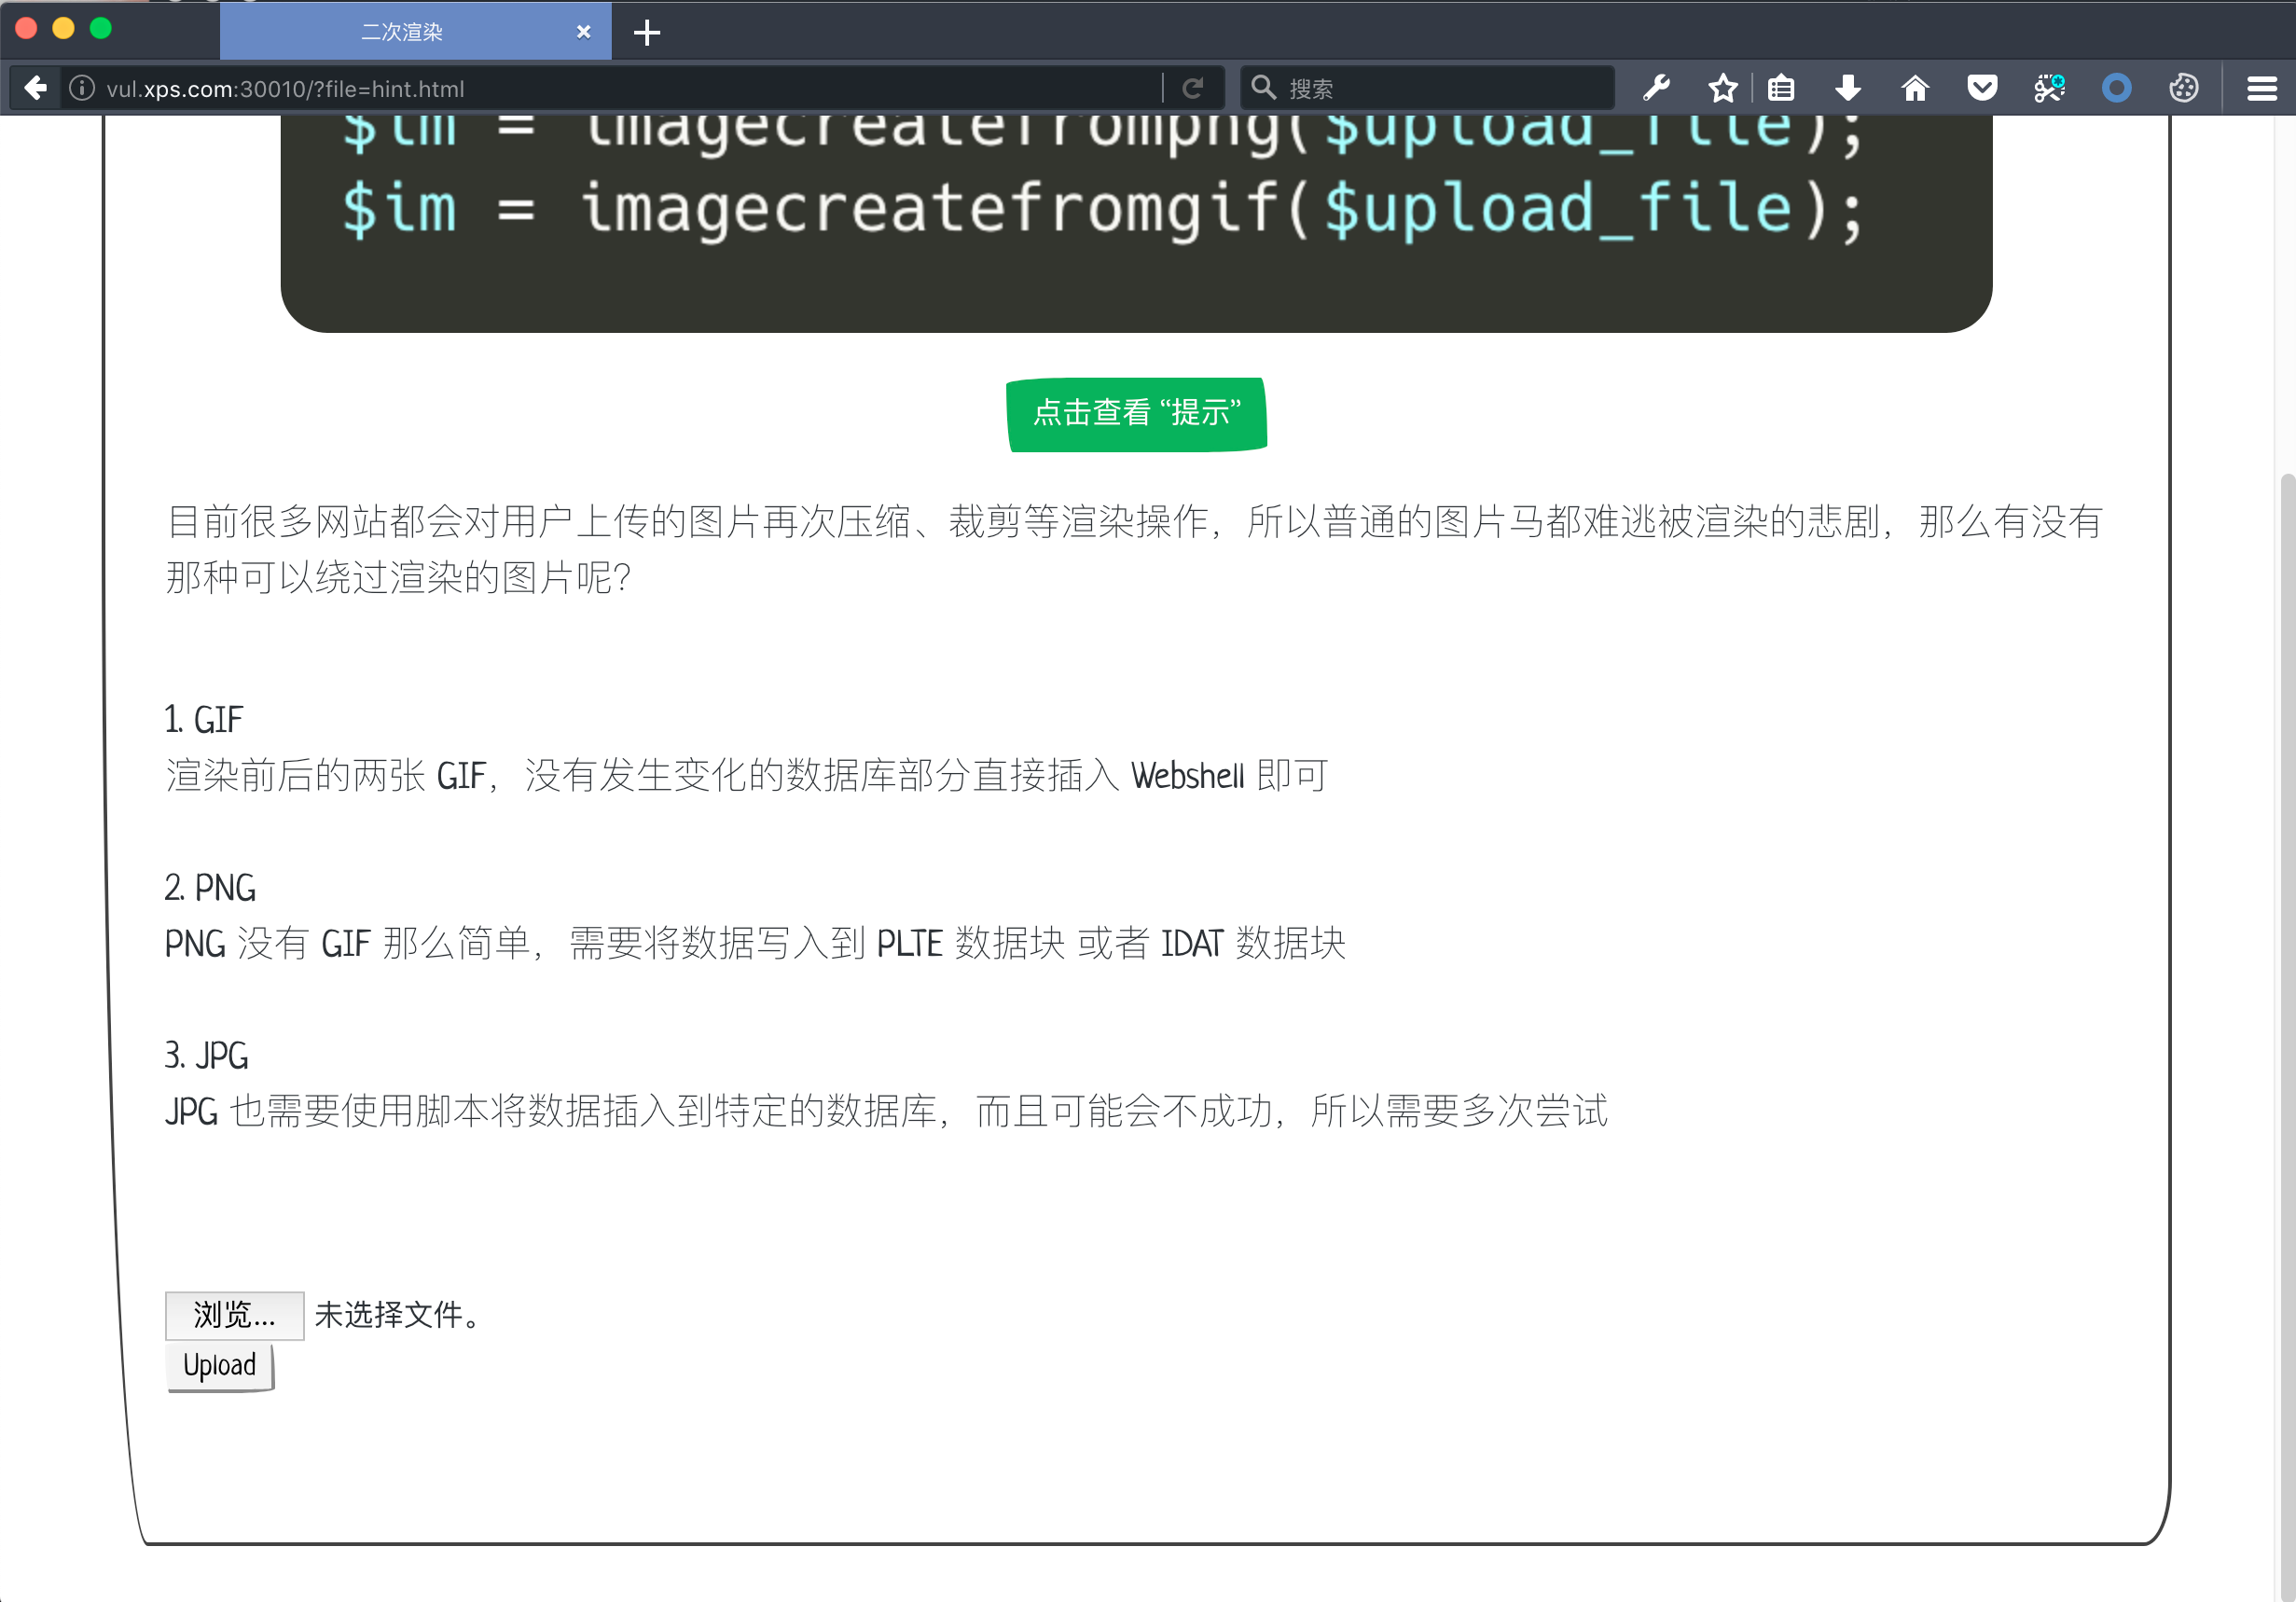 二次渲染
vul.xps.com:30010/?file=hint.html
搜索
$im = imagecreatefrompng($upload_file);
$im = imagecreatefromgif($upload_file);
点击查看 “提示”
目前很多网站都会对用户上传的图片再次压缩、裁剪等渲染操作，所以普通的图片马都难逃被渲染的悲剧，那么有没有
那种可以绕过渲染的图片呢？
1. GIF
渲染前后的两张 GIF，没有发生变化的数据库部分直接插入 Webshell 即可
2. PNG
PNG 没有 GIF 那么简单，需要将数据写入到 PLTE 数据块 或者 IDAT 数据块
3. JPG
JPG 也需要使用脚本将数据插入到特定的数据库，而且可能会不成功，所以需要多次尝试
浏览... 未选择文件。
Upload